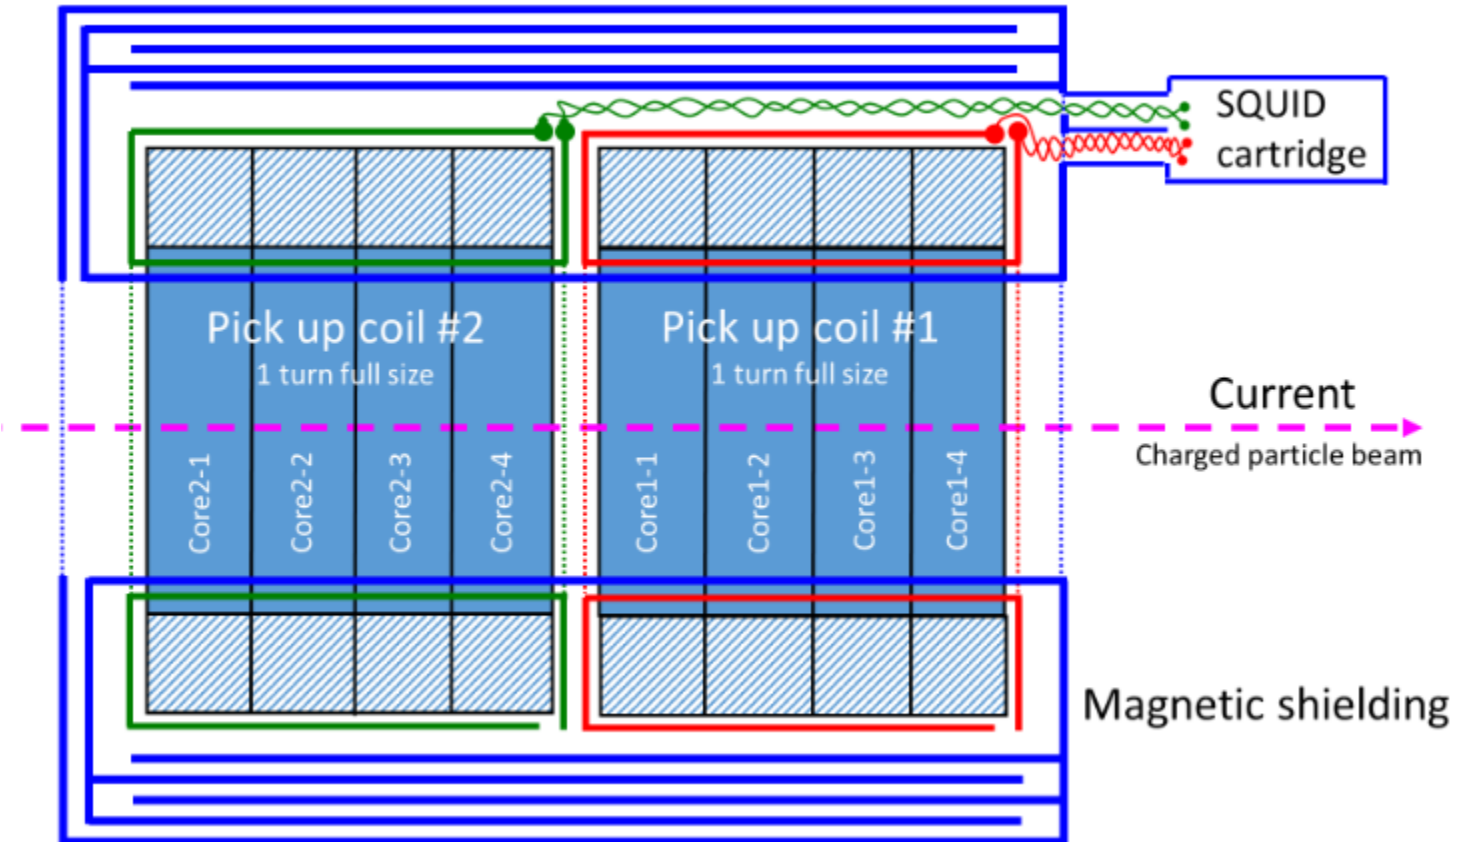 SQUID
cartridge
Pick up coil #2
1 turn full size
Pick up coil #1
1 turn full size
Current
Charged particle beam
Core2-1
Core2-2
Core2-3
Core2-4
Core1-1
Core1-2
Core1-3
Core1-4
Magnetic shielding